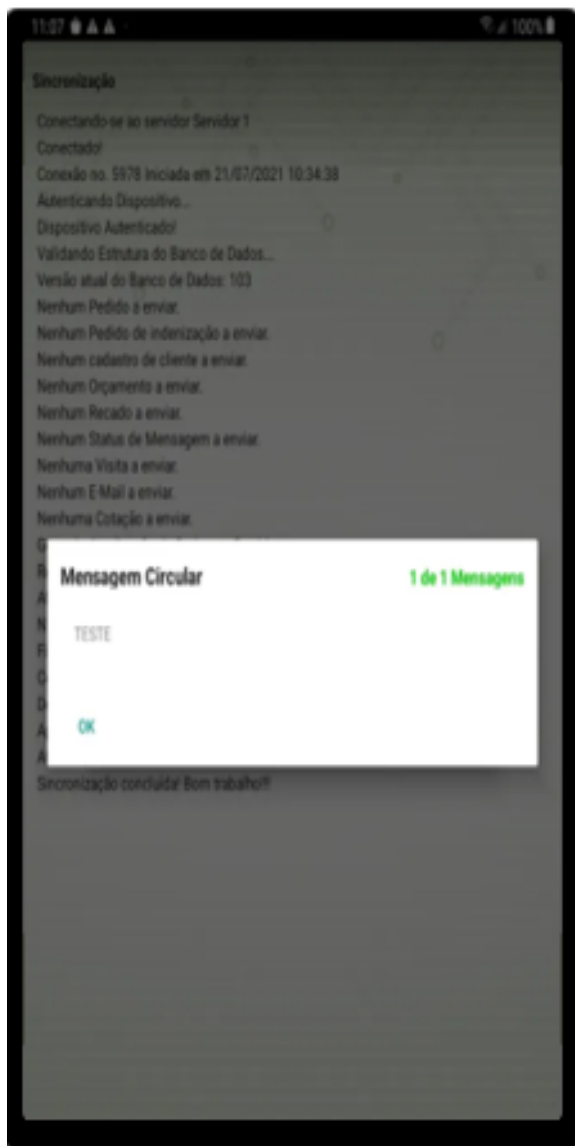 11:07 100%
Sincronização
Conectando-se ao servidor Servidor 1
Conectado!
Conexão no. 5978 Iniciada em 21/07/2021 10:34:38
Autenticando Dispositivo...
Dispositivo Autenticado!
Validando Estrutura do Banco de Dados...
Versão atual do Banco de Dados: 103
Nenhum Pedido a enviar.
Nenhum Pedido de indenização a enviar.
Nenhum cadastro de cliente a enviar.
Nenhum Orçamento a enviar.
Nenhum Recado a enviar.
Nenhum Status de Mensagem a enviar.
Nenhuma Visita a enviar.
Nenhum E-Mail a enviar.
Nenhuma Cotação a enviar.
Mensagem Circular 1 de 1 Mensagens
TESTE
OK
Sincronização concluída! Bom trabalho!!!